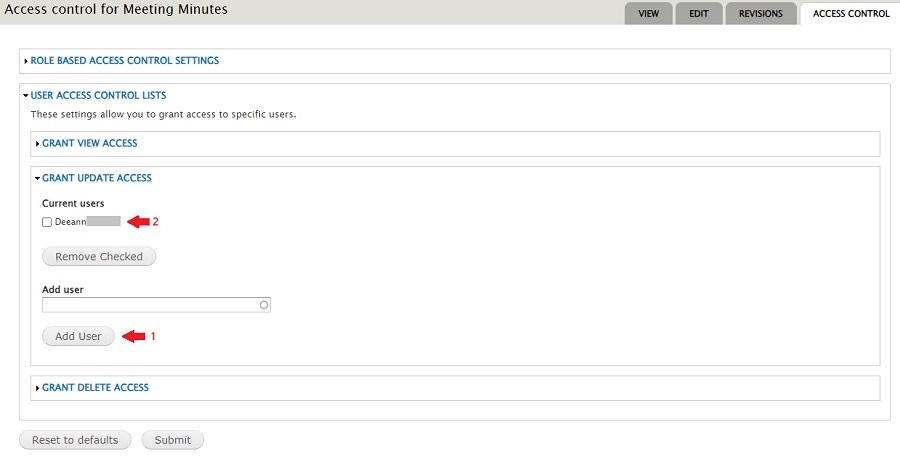 Access control for Meeting Minutes
VIEW
EDIT
REVISIONS
ACCESS CONTROL
ROLE BASED ACCESS CONTROL SETTINGS
USER ACCESS CONTROL LISTS
These settings allow you to grant access to specific users.
GRANT VIEW ACCESS
GRANT UPDATE ACCESS
Current users
Deeann
2
Remove Checked
Add user
Add User
1
GRANT DELETE ACCESS
Reset to defaults
Submit